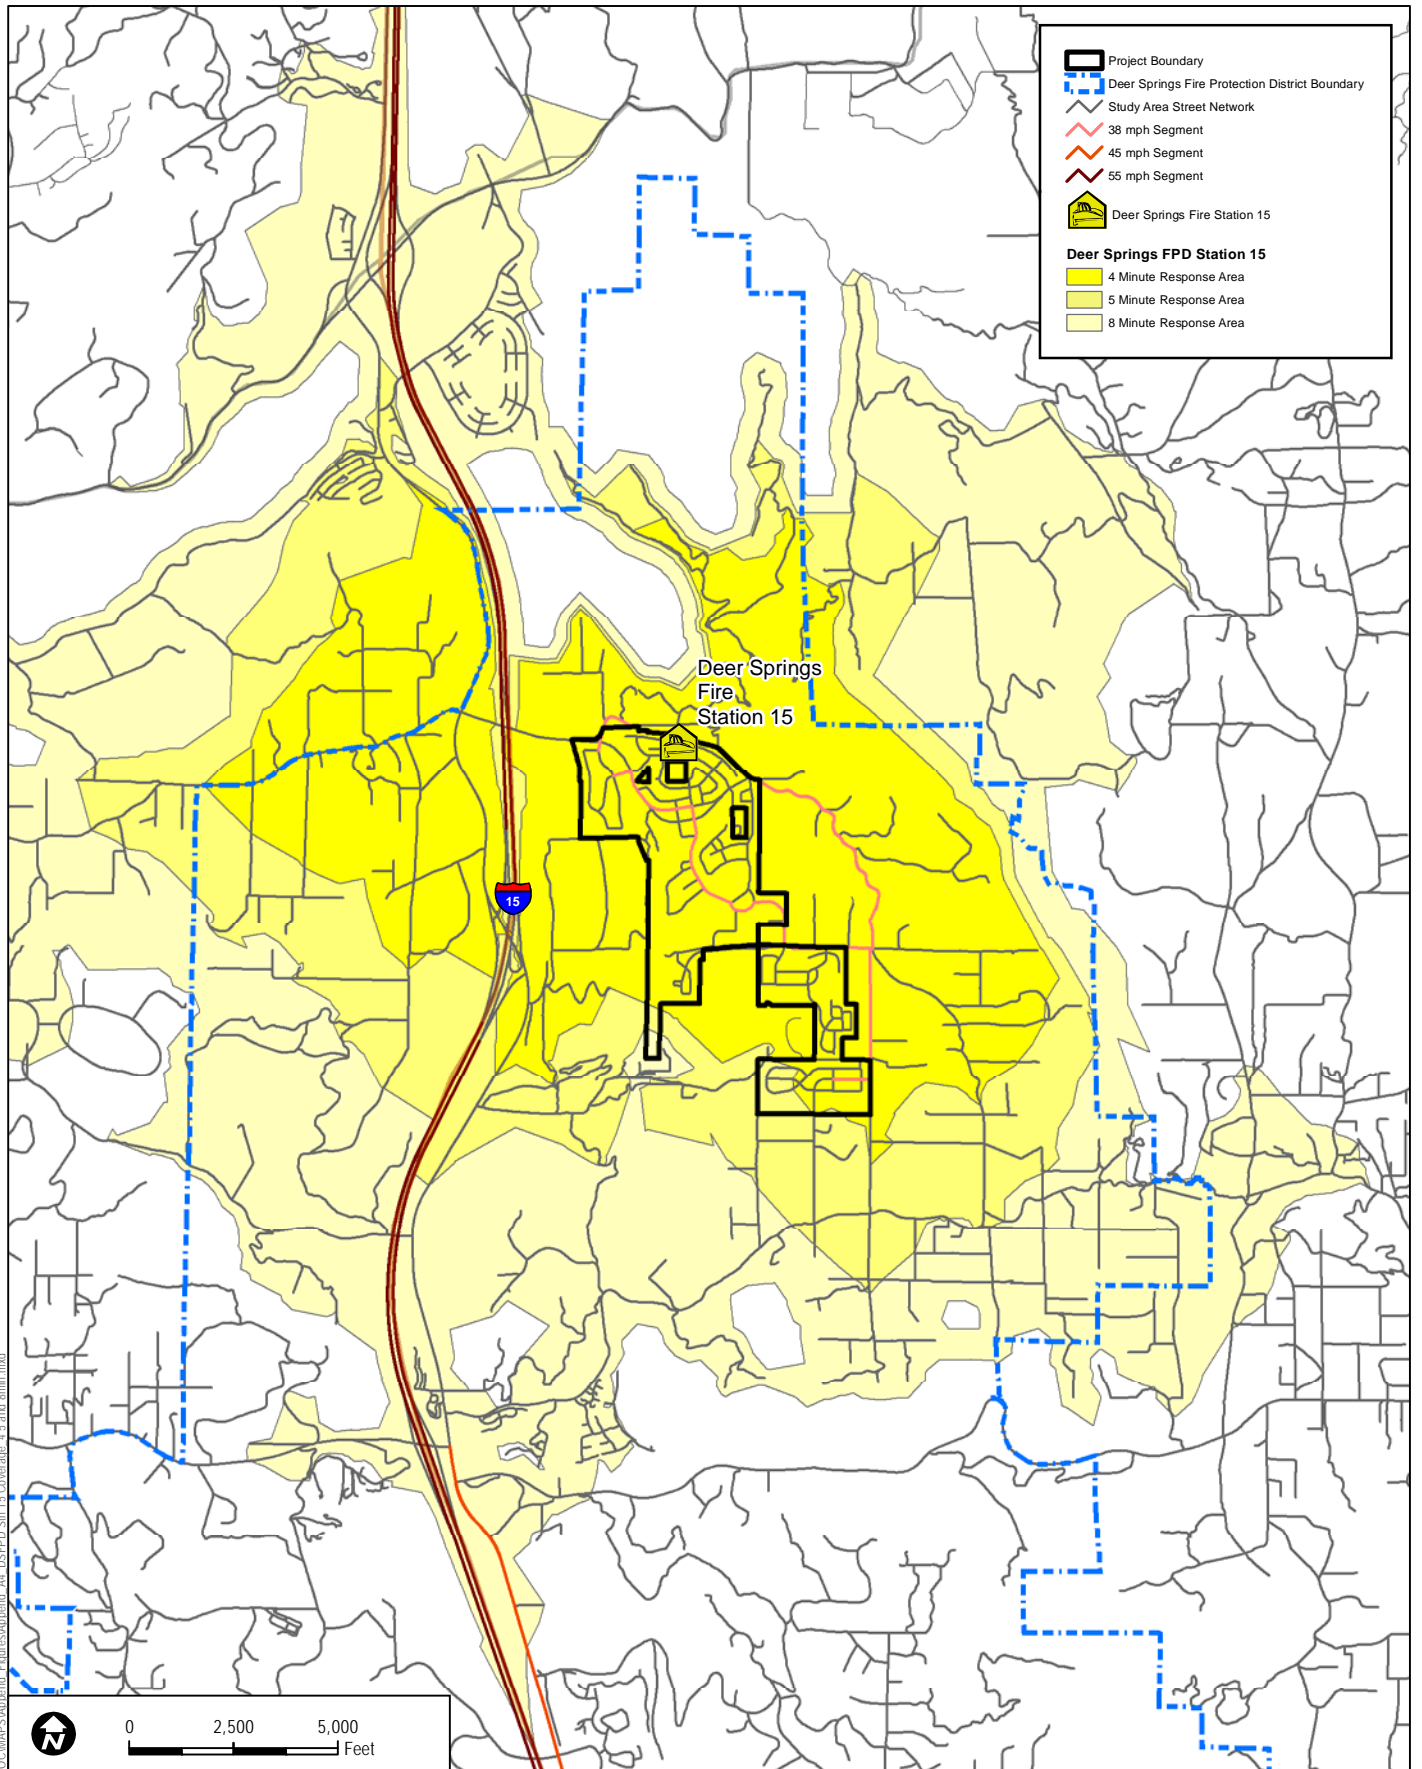 Project Boundary
Deer Springs Fire Protection District Boundary
Study Area Street Network
38 mph Segment
45 mph Segment
55 mph Segment
Deer Springs Fire Station 15
Deer Springs FPD Station 15
4 Minute Response Area
5 Minute Response Area
8 Minute Response Area
Deer Springs
Fire
Station 15
15
N
0 2,500 5,000
Feet